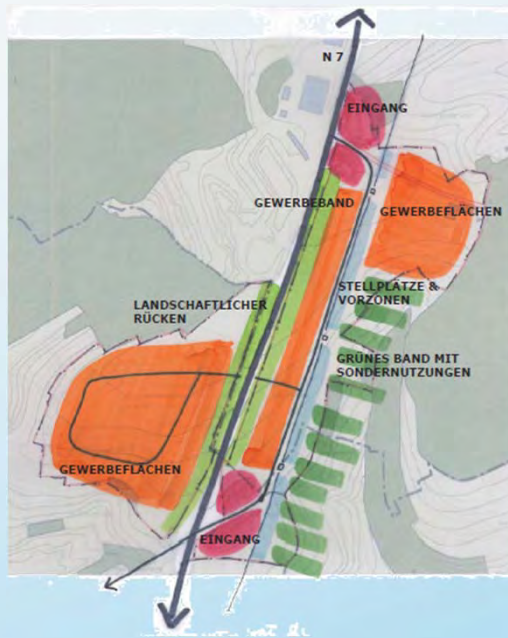 N 7
EINGANG
GEWERBEBAND
GEWERBEFLÄCHEN
STELLPLÄTZE &
VORZONEN
LANDSCHAFTLICHER
RÜCKEN
GRÜNES BAND MIT
SONDERNUTZUNGEN
GEWERBEFLÄCHEN
EINGANG